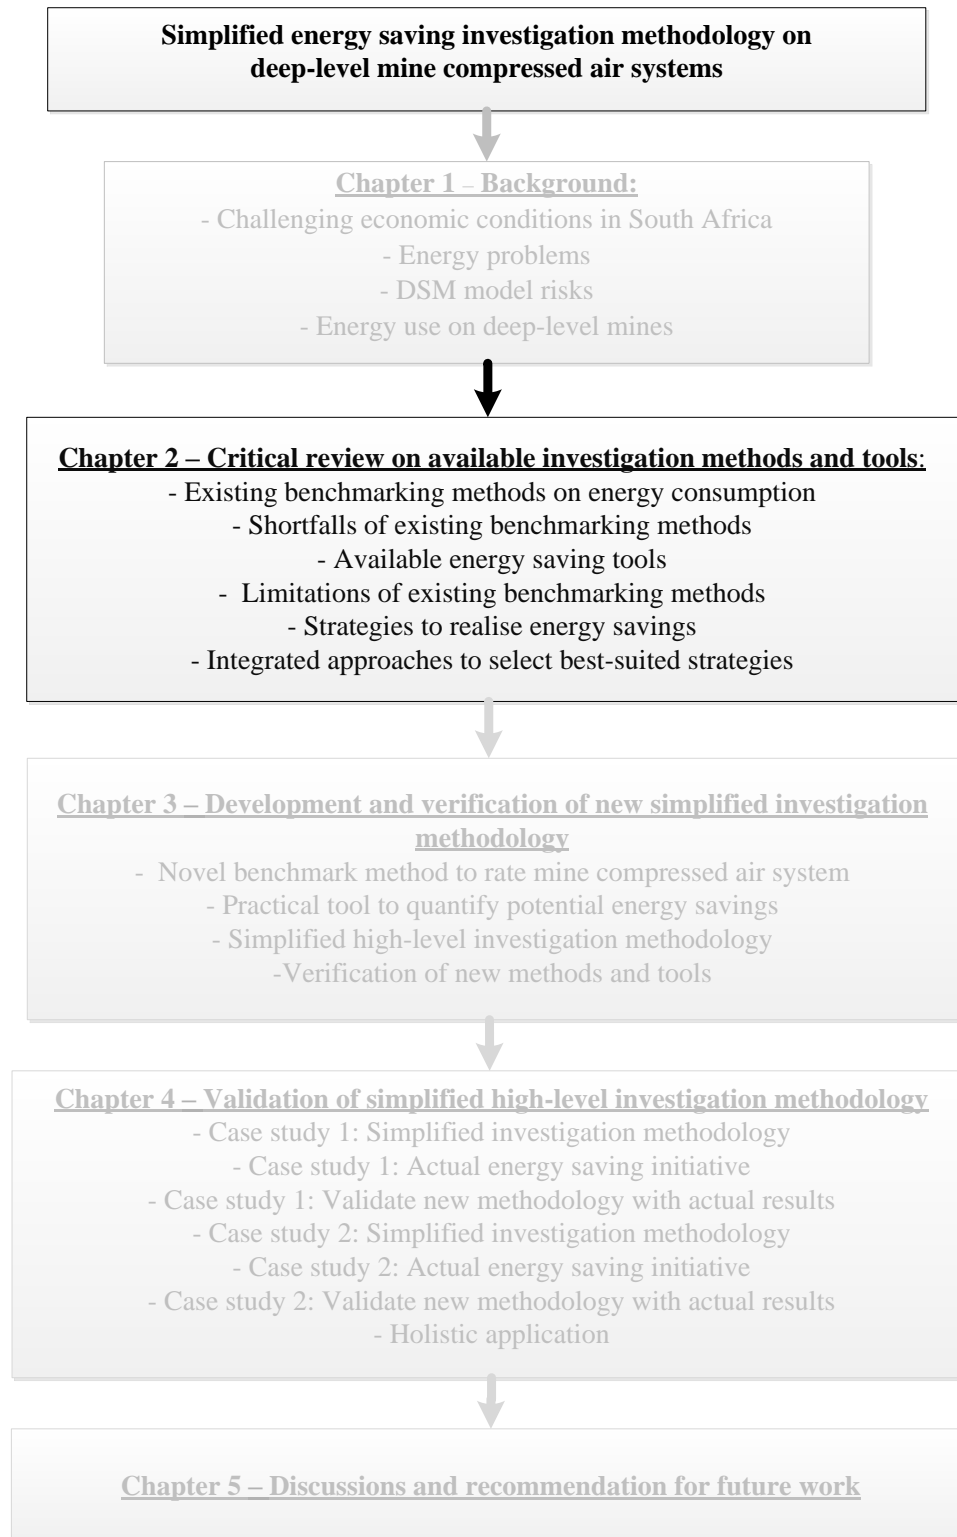 Simplified energy saving investigation methodology on
deep-level mine compressed air systems
Chapter 1 – Background:
- Challenging economic conditions in South Africa
- Energy problems
- DSM model risks
- Energy use on deep-level mines
Chapter 2 – Critical review on available investigation methods and tools:
- Existing benchmarking methods on energy consumption
- Shortfalls of existing benchmarking methods
- Available energy saving tools
- Limitations of existing benchmarking methods
- Strategies to realise energy savings
- Integrated approaches to select best-suited strategies
Chapter 3 – Development and verification of new simplified investigation
methodology
- Novel benchmark method to rate mine compressed air system
- Practical tool to quantify potential energy savings
- Simplified high-level investigation methodology
-Verification of new methods and tools
Chapter 4 – Validation of simplified high-level investigation methodology
- Case study 1: Simplified investigation methodology
- Case study 1: Actual energy saving initiative
- Case study 1: Validate new methodology with actual results
- Case study 2: Simplified investigation methodology
- Case study 2: Actual energy saving initiative
- Case study 2: Validate new methodology with actual results
- Holistic application
Chapter 5 – Discussions and recommendation for future work